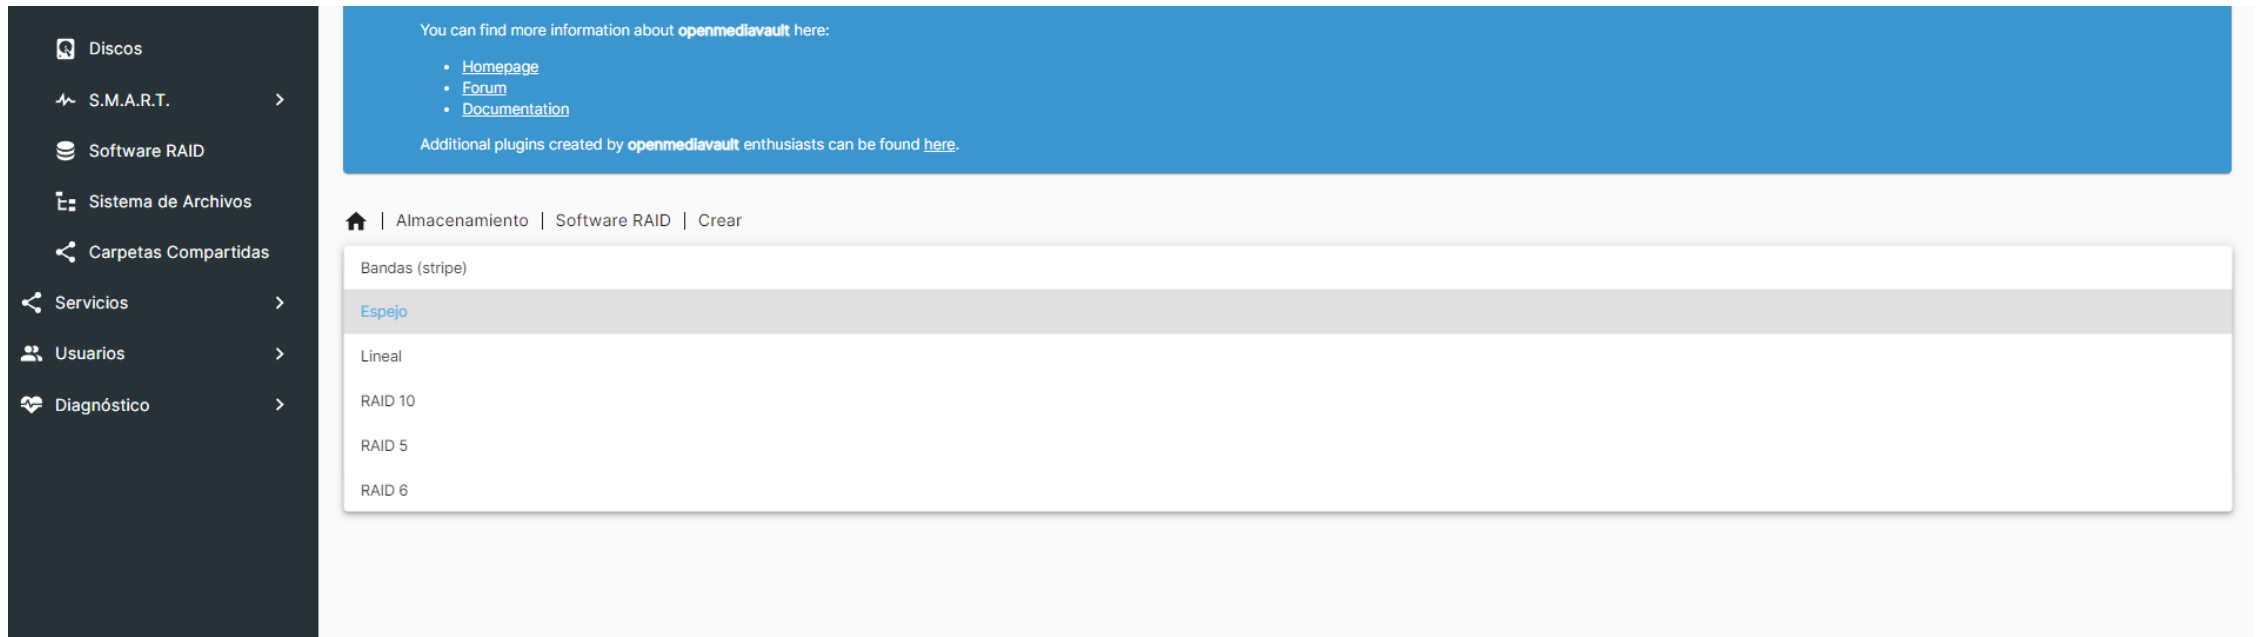 Discos
S.M.A.R.T.
Software RAID
Sistema de Archivos
Carpetas Compartidas
Servicios
Usuarios
Diagnóstico
You can find more information about openmediavault here:
Homepage
Forum
Documentation
Additional plugins created by openmediavault enthusiasts can be found here.
| Almacenamiento | Software RAID | Crear
Bandas (stripe)
Espejo
Lineal
RAID 10
RAID 5
RAID 6